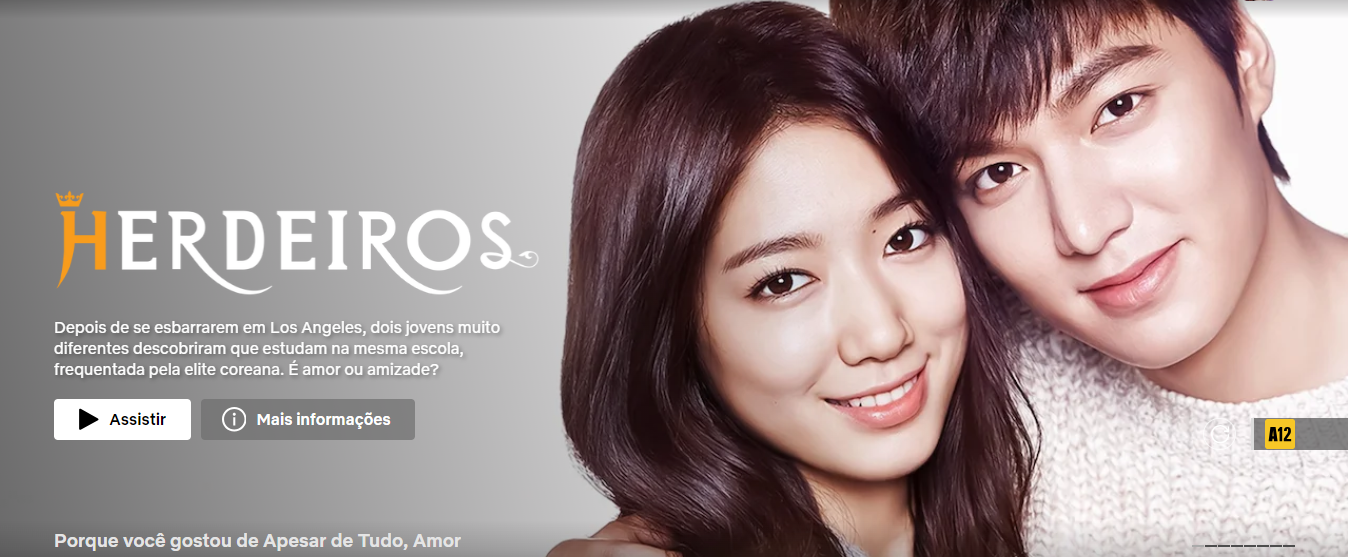 HERDEIROS
Depois de se esbarrarem em Los Angeles, dois jovens muito
diferentes descobriram que estudam na mesma escola,
frequentada pela elite coreana. É amor ou amizade?
Assistir
Mais informações
A12
Porque você gostou de Apesar de Tudo, Amor